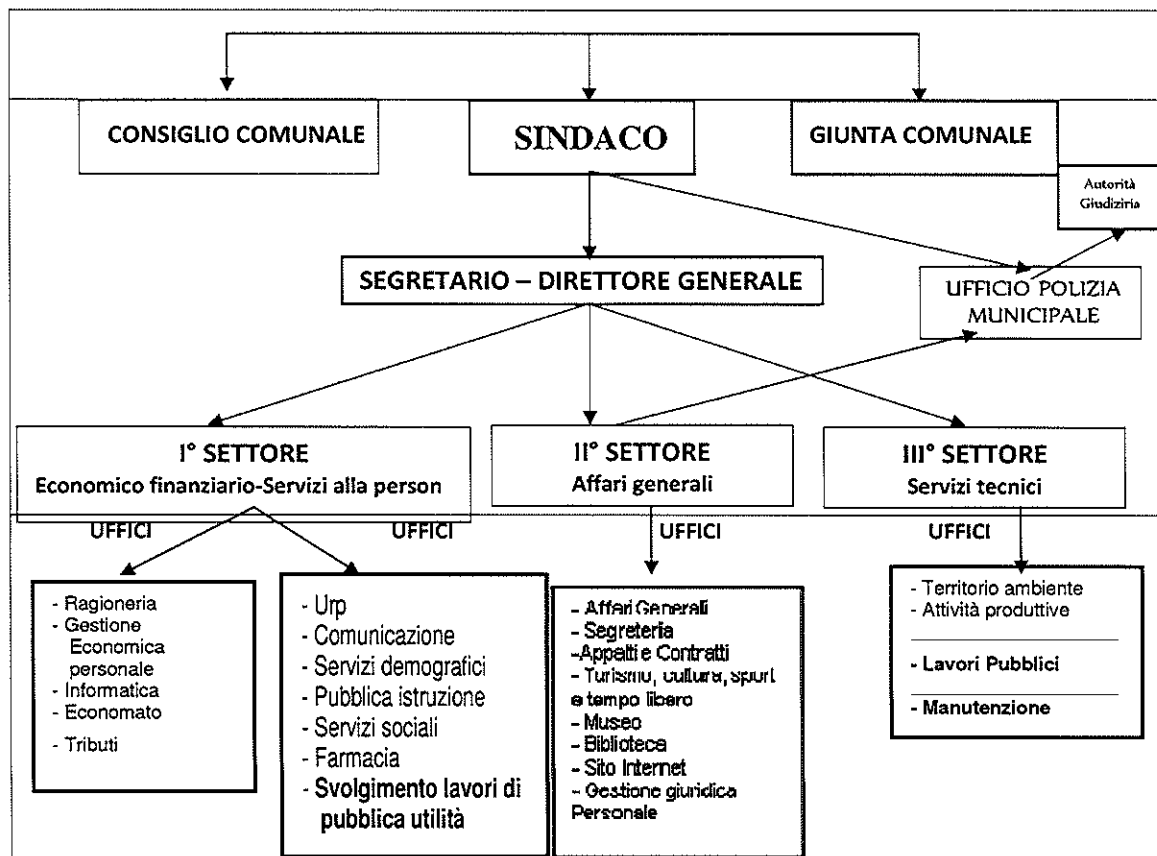 CONSIGLIO COMUNALE
SINDACO
GIUNTA COMUNALE
Autorità
Giudiziria
SEGRETARIO – DIRETTORE GENERALE
UFFICIO POLIZIA
MUNICIPALE
I° SETTORE
Economico finanziario-Servizi alla person
II° SETTORE
Affari generali
III° SETTORE
Servizi tecnici
UFFICI
UFFICI
UFFICI
UFFICI
- Ragioneria
- Gestione
Economica
personale
- Informatica
- Economato
- Tributi
- Urp
- Comunicazione
- Servizi demografici
- Pubblica istruzione
- Servizi sociali
- Farmacia
- Svolgimento lavori di
pubblica utilità
- Affari Generali
- Segreteria
-Appalti e Contratti
- Turismo, cultura, sport
e tempo libero
- Museo
- Biblioteca
- Sito Internet
- Gestione giuridica
Personale
- Territorio ambiente
- Attività produttive
- Lavori Pubblici
- Manutenzione